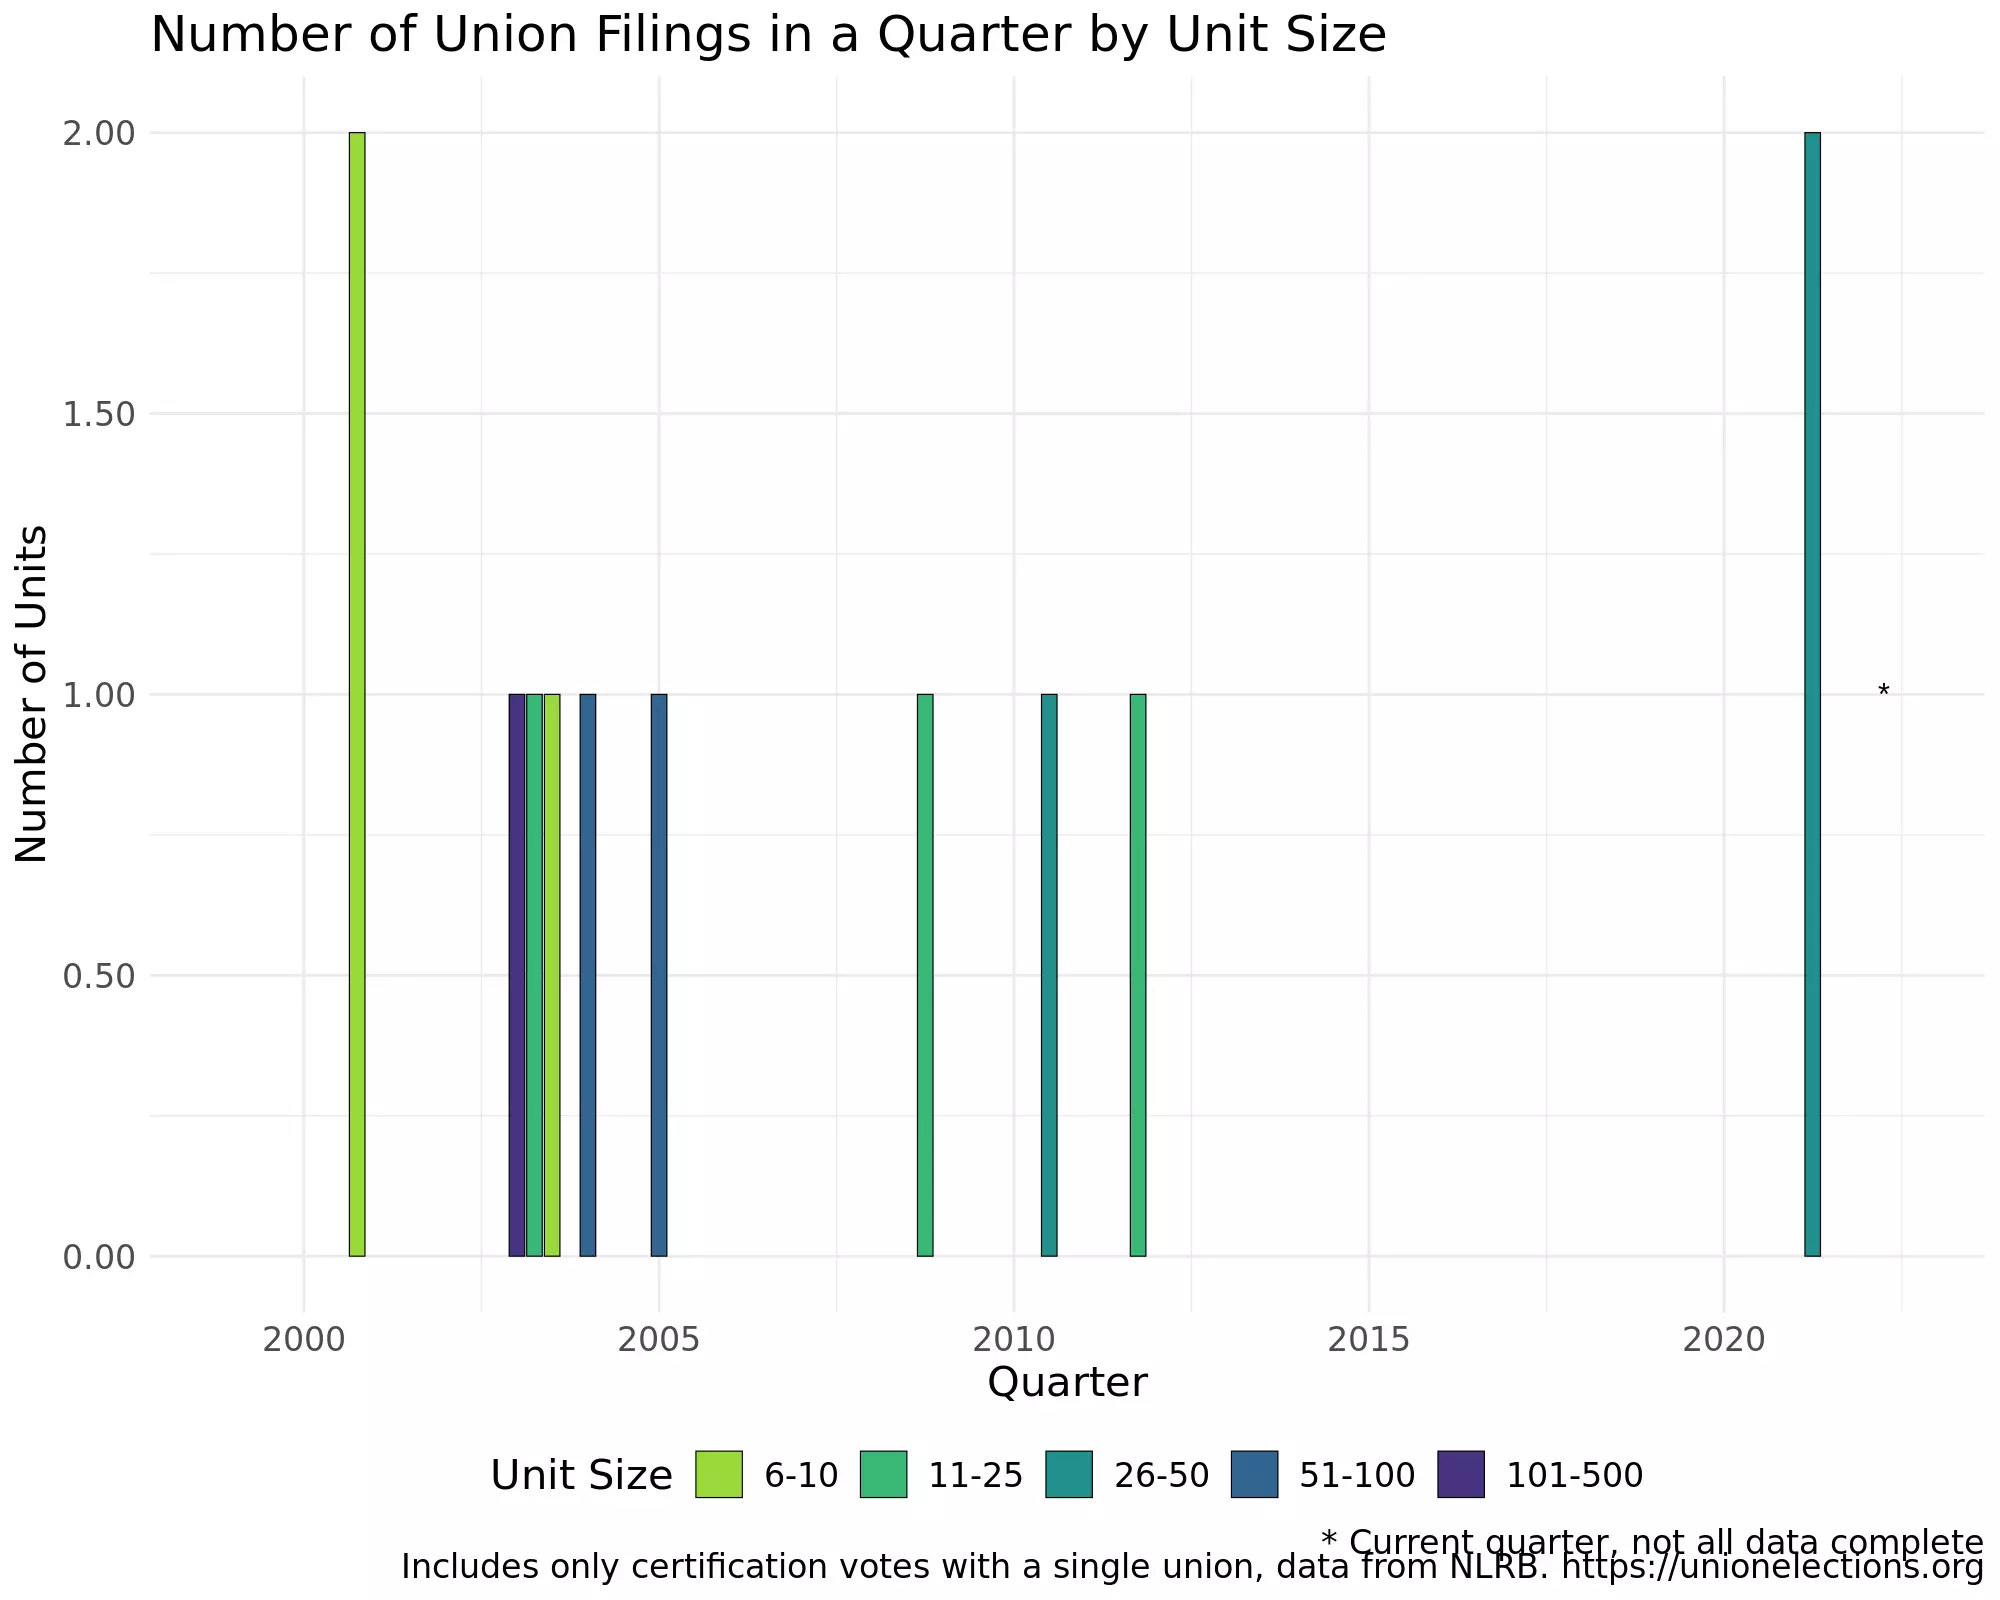 Number of Union Filings in a Quarter by Unit Size
Number of Units
2.00
1.50
1.00
0.50
0.00
*
2000 2005 2010 2015 2020
Quarter
Unit Size 6-10 11-25 26-50 51-100 101-500
* Current quarter, not all data complete
Includes only certification votes with a single union, data from NLRB. https://unionelections.org